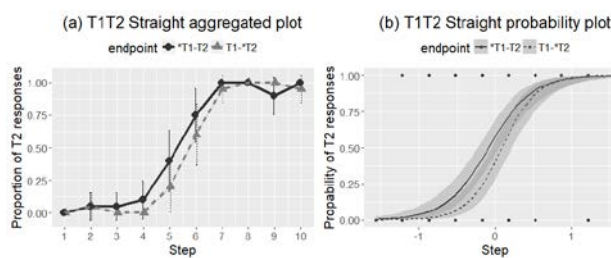 (a) T1T2 Straight aggregated plot
endpoint *T1-T2 T1-*T2
Proportion of T2 responses
1.00
0.75
0.50
0.25
0.00
1 2 3 4 5 6 7 8 9 10
Step
(b) T1T2 Straight probability plot
endpoint *T1-T2 T1-*T2
Propability of T2 responses
1.00
0.75
0.50
0.25
0.00
-1 0 1
Step